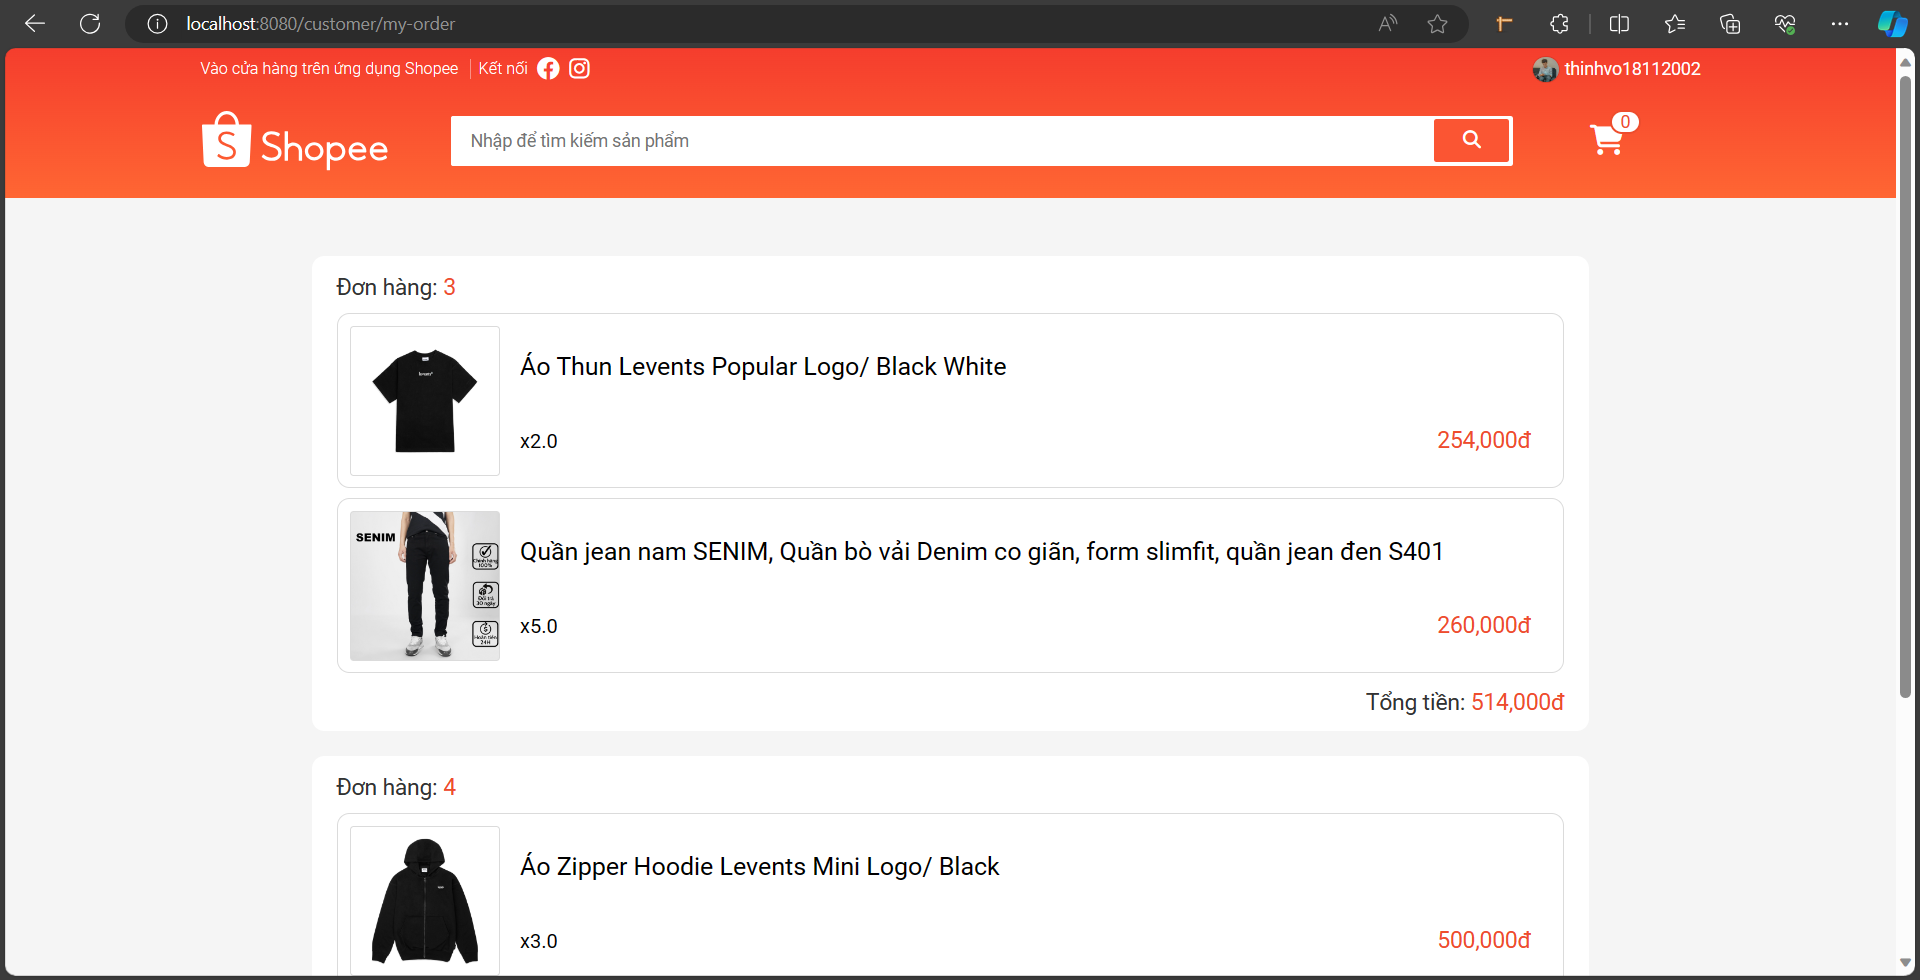 localhost:8080/customer/my-order
Vào cửa hàng trên ứng dụng Shopee
Kết nối
thinhvo18112002
S Shopee
Nhập để tìm kiếm sản phẩm
0
Đơn hàng: 3
Áo Thun Levents Popular Logo/ Black White
x2.0
254,000đ
SENIM
Quần jean nam SENIM, Quần bò vải Denim co giãn, form slimfit, quần jean đen S401
x5.0
260,000đ
Tổng tiền: 514,000đ
Đơn hàng: 4
Áo Zipper Hoodie Levents Mini Logo/ Black
x3.0
500,000đ